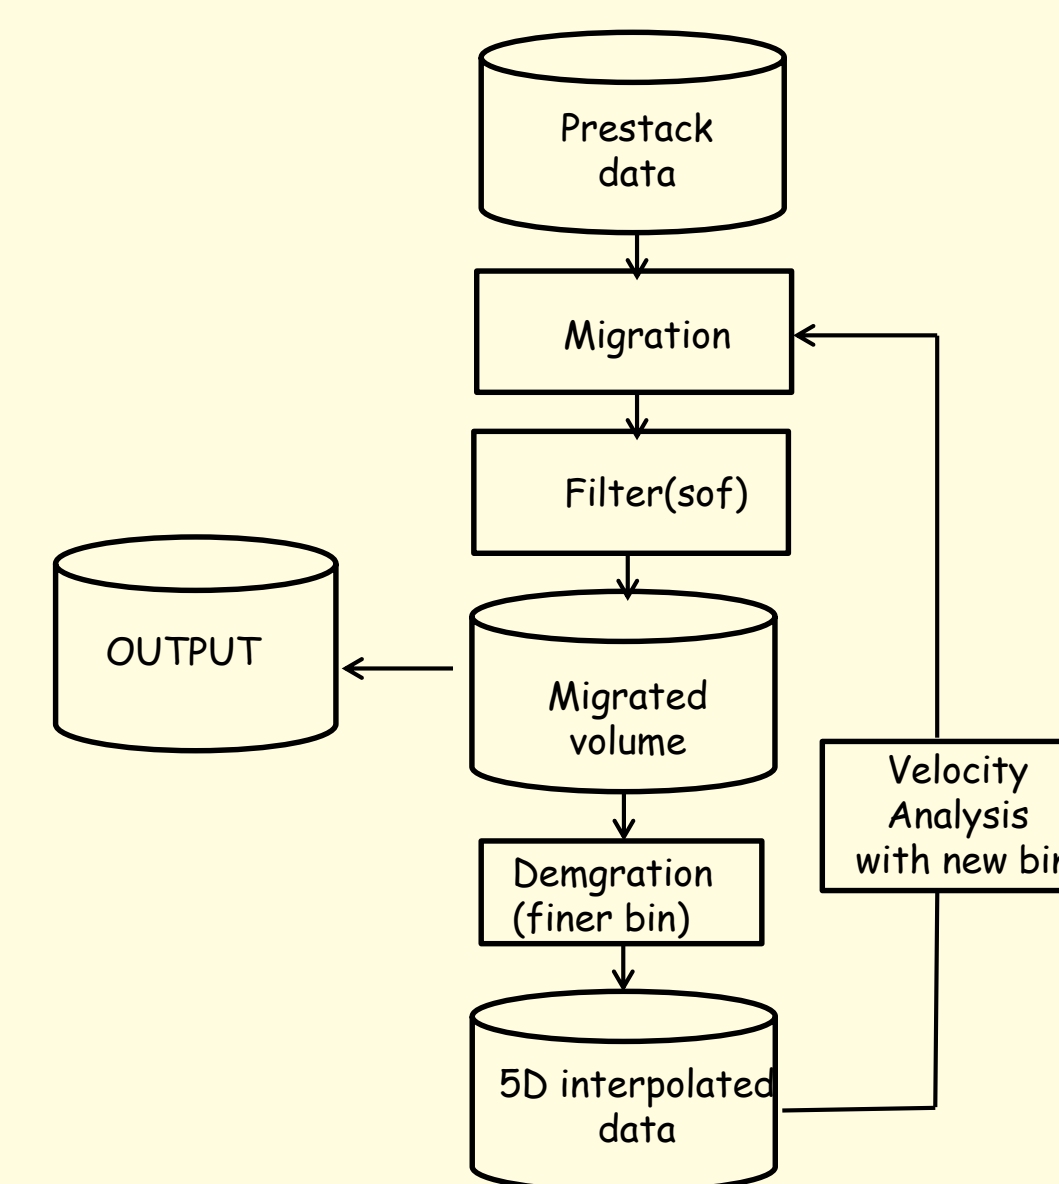 Prestack
data
Migration
Filter(sof)
OUTPUT
Migrated
volume
Velocity
Analysis
with new
Demgration
(finer bin)
5D interpolated
data